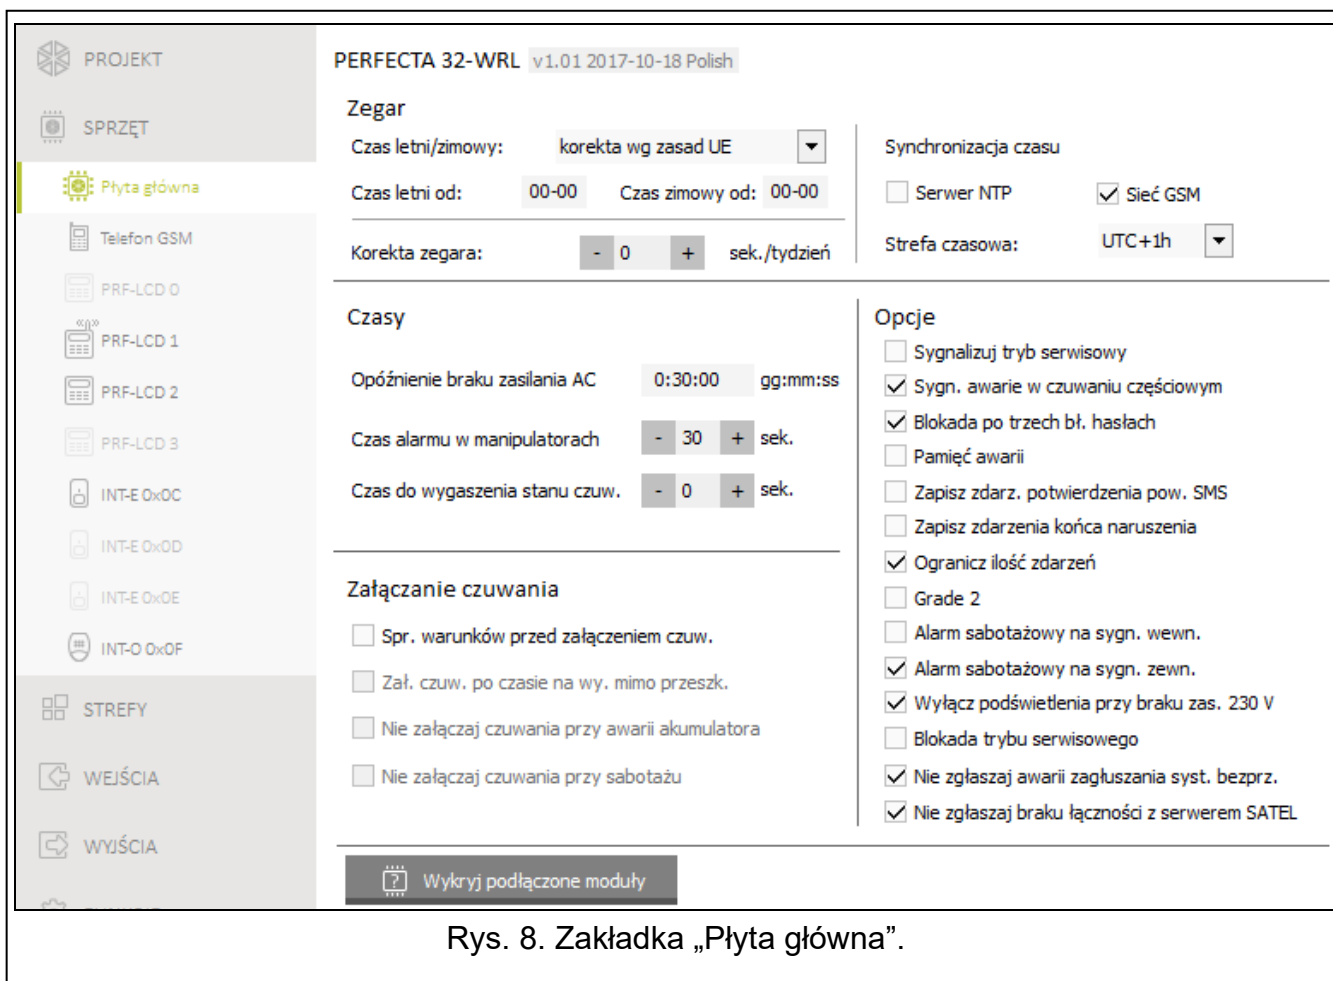 PROJEKT
SPRZĘT
Płyta główna
Telefon GSM
PRF-LCD 0
PRF-LCD 1
PRF-LCD 2
PRF-LCD 3
INT-E 0x0C
INT-E 0x0D
INT-E 0x0E
INT-O 0x0F
STREFY
WEJŚCIA
WYJŚCIA
PERFECTA 32-WRL v1.01 2017-10-18 Polish
Zegar
Czas letni/zimowy: korekta wg zasad UE
Czas letni od: 00-00 Czas zimowy od: 00-00
Korekta zegara: - 0 + sek./tydzień
Synchronizacja czasu
Serwer NTP Sieć GSM
Strefa czasowa: UTC+1h
Czasy
Opóźnienie braku zasilania AC 0:30:00 gg:mm:ss
Czas alarmu w manipulatorach - 30 + sek.
Czas do wygaszenia stanu czuw. - 0 + sek.
Załączanie czuwania
Spr. warunków przed załączeniem czuw.
Zał. czuw. po czasie na wy. mimo przeszk.
Nie załączaj czuwania przy awarii akumulatora
Nie załączaj czuwania przy sabotażu
Opcje
Sygnalizuj tryb serwisowy
Sygn. awarie w czuwaniu częściowym
Blokada po trzech bł. hasłach
Pamięć awarii
Zapisz zdarz. potwierdzenia pow. SMS
Zapisz zdarzenia końca naruszenia
Ogranicz ilość zdarzeń
Grade 2
Alarm sabotażowy na sygn. wewn.
Alarm sabotażowy na sygn. zewn.
Wyłącz podświetlenia przy braku zas. 230 V
Blokada trybu serwisowego
Nie zgłaszaj awarii zagłuszania syst. bezprz.
Nie zgłaszaj braku łączności z serwerem SATEL
Wykryj podłączone moduły
Rys. 8. Zakładka „Płyta główna”.